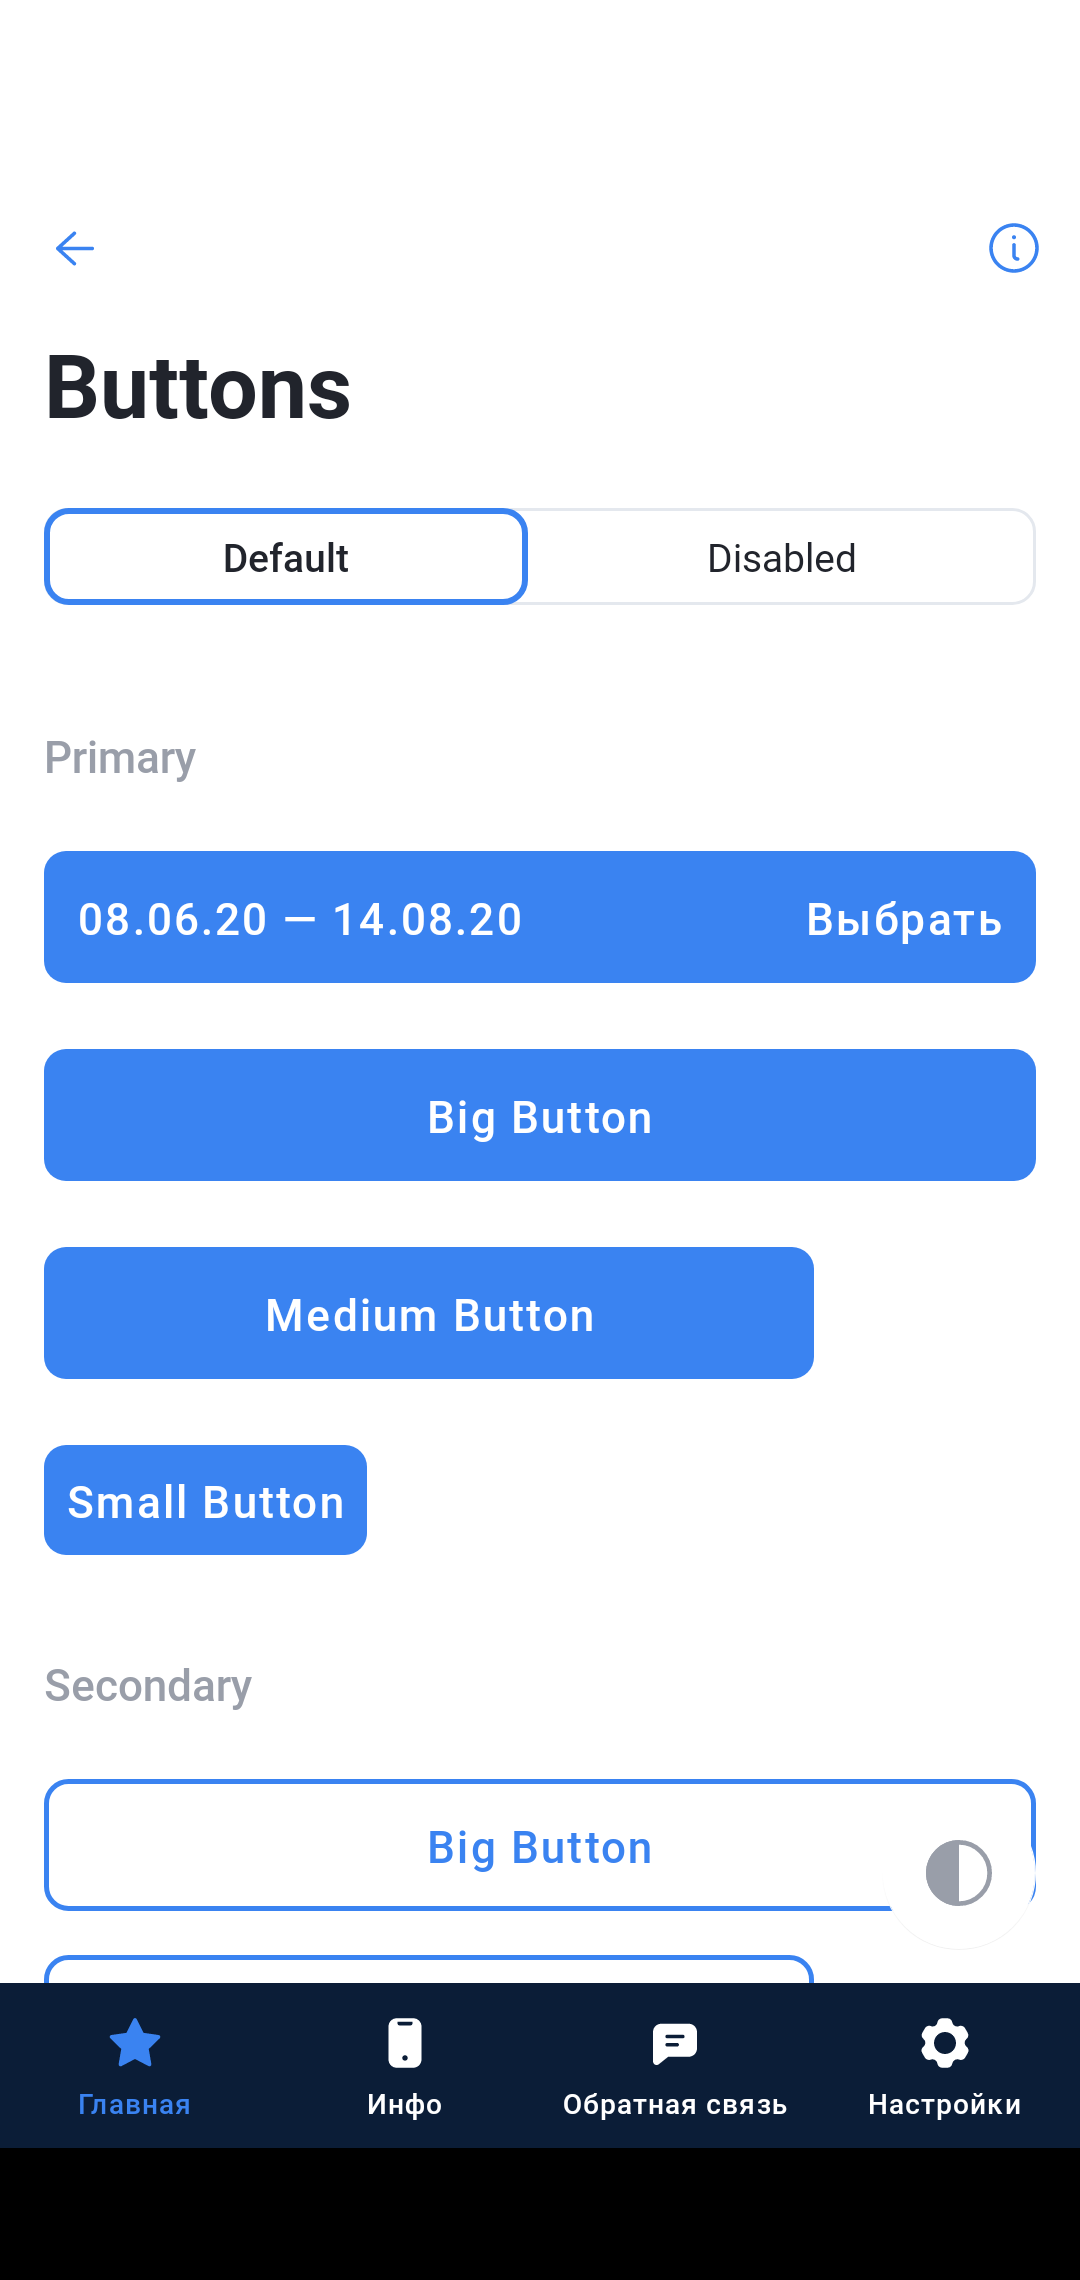 Buttons
Default Disabled
Primary
08.06.20 — 14.08.20 Выбрать
Big Button
Medium Button
Small Button
Secondary
Big Button
Главная Инфо Обратная связь Настройки